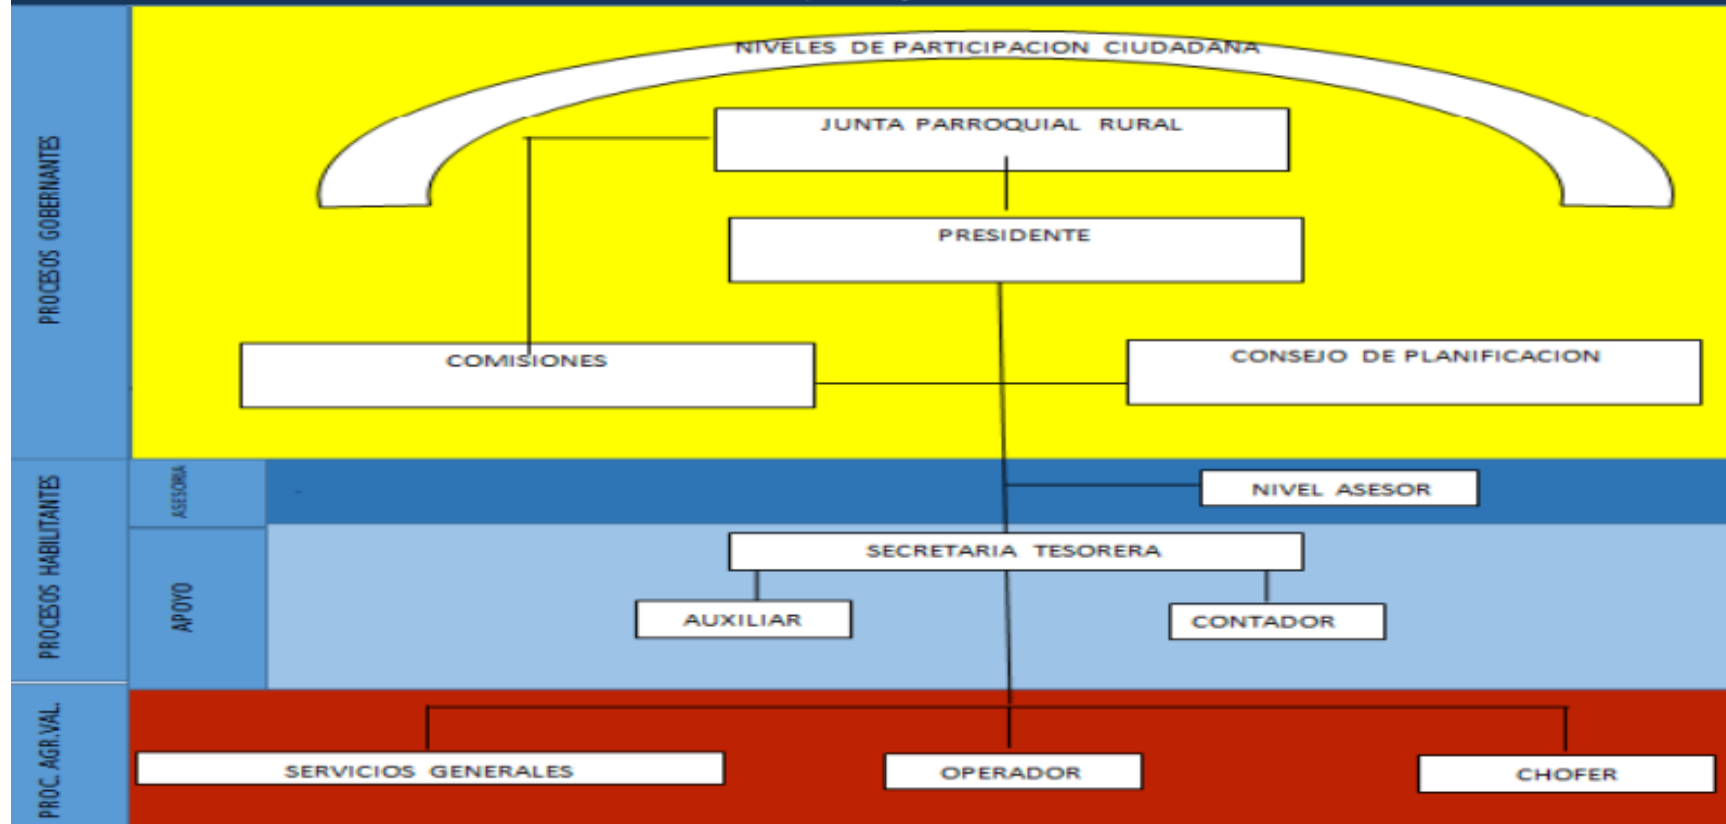 NIVELES DE PARTICIPACION CIUDADANA
JUNTA PARROQUIAL RURAL
PRESIDENTE
COMISIONES
CONSEJO DE PLANIFICACION
PROCESOS GOBERNANTES
NIVEL ASESOR
ASESORIA
SECRETARIA TESORERA
AUXILIAR
CONTADOR
APOYO
PROCESOS HABILITANTES
SERVICIOS GENERALES
OPERADOR
CHOFER
PROC. AGR.VAL.